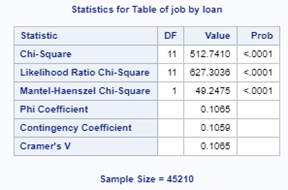 Statistics for Table of job by loan
Statistic DF Value Prob
Chi-Square 11 512.7410 <.0001
Likelihood Ratio Chi-Square 11 627.3036 <.0001
Mantel-Haenszel Chi-Square 1 49.2475 <.0001
Phi Coefficient 0.1065
Contingency Coefficient 0.1059
Cramer's V 0.1065
Sample Size = 45210